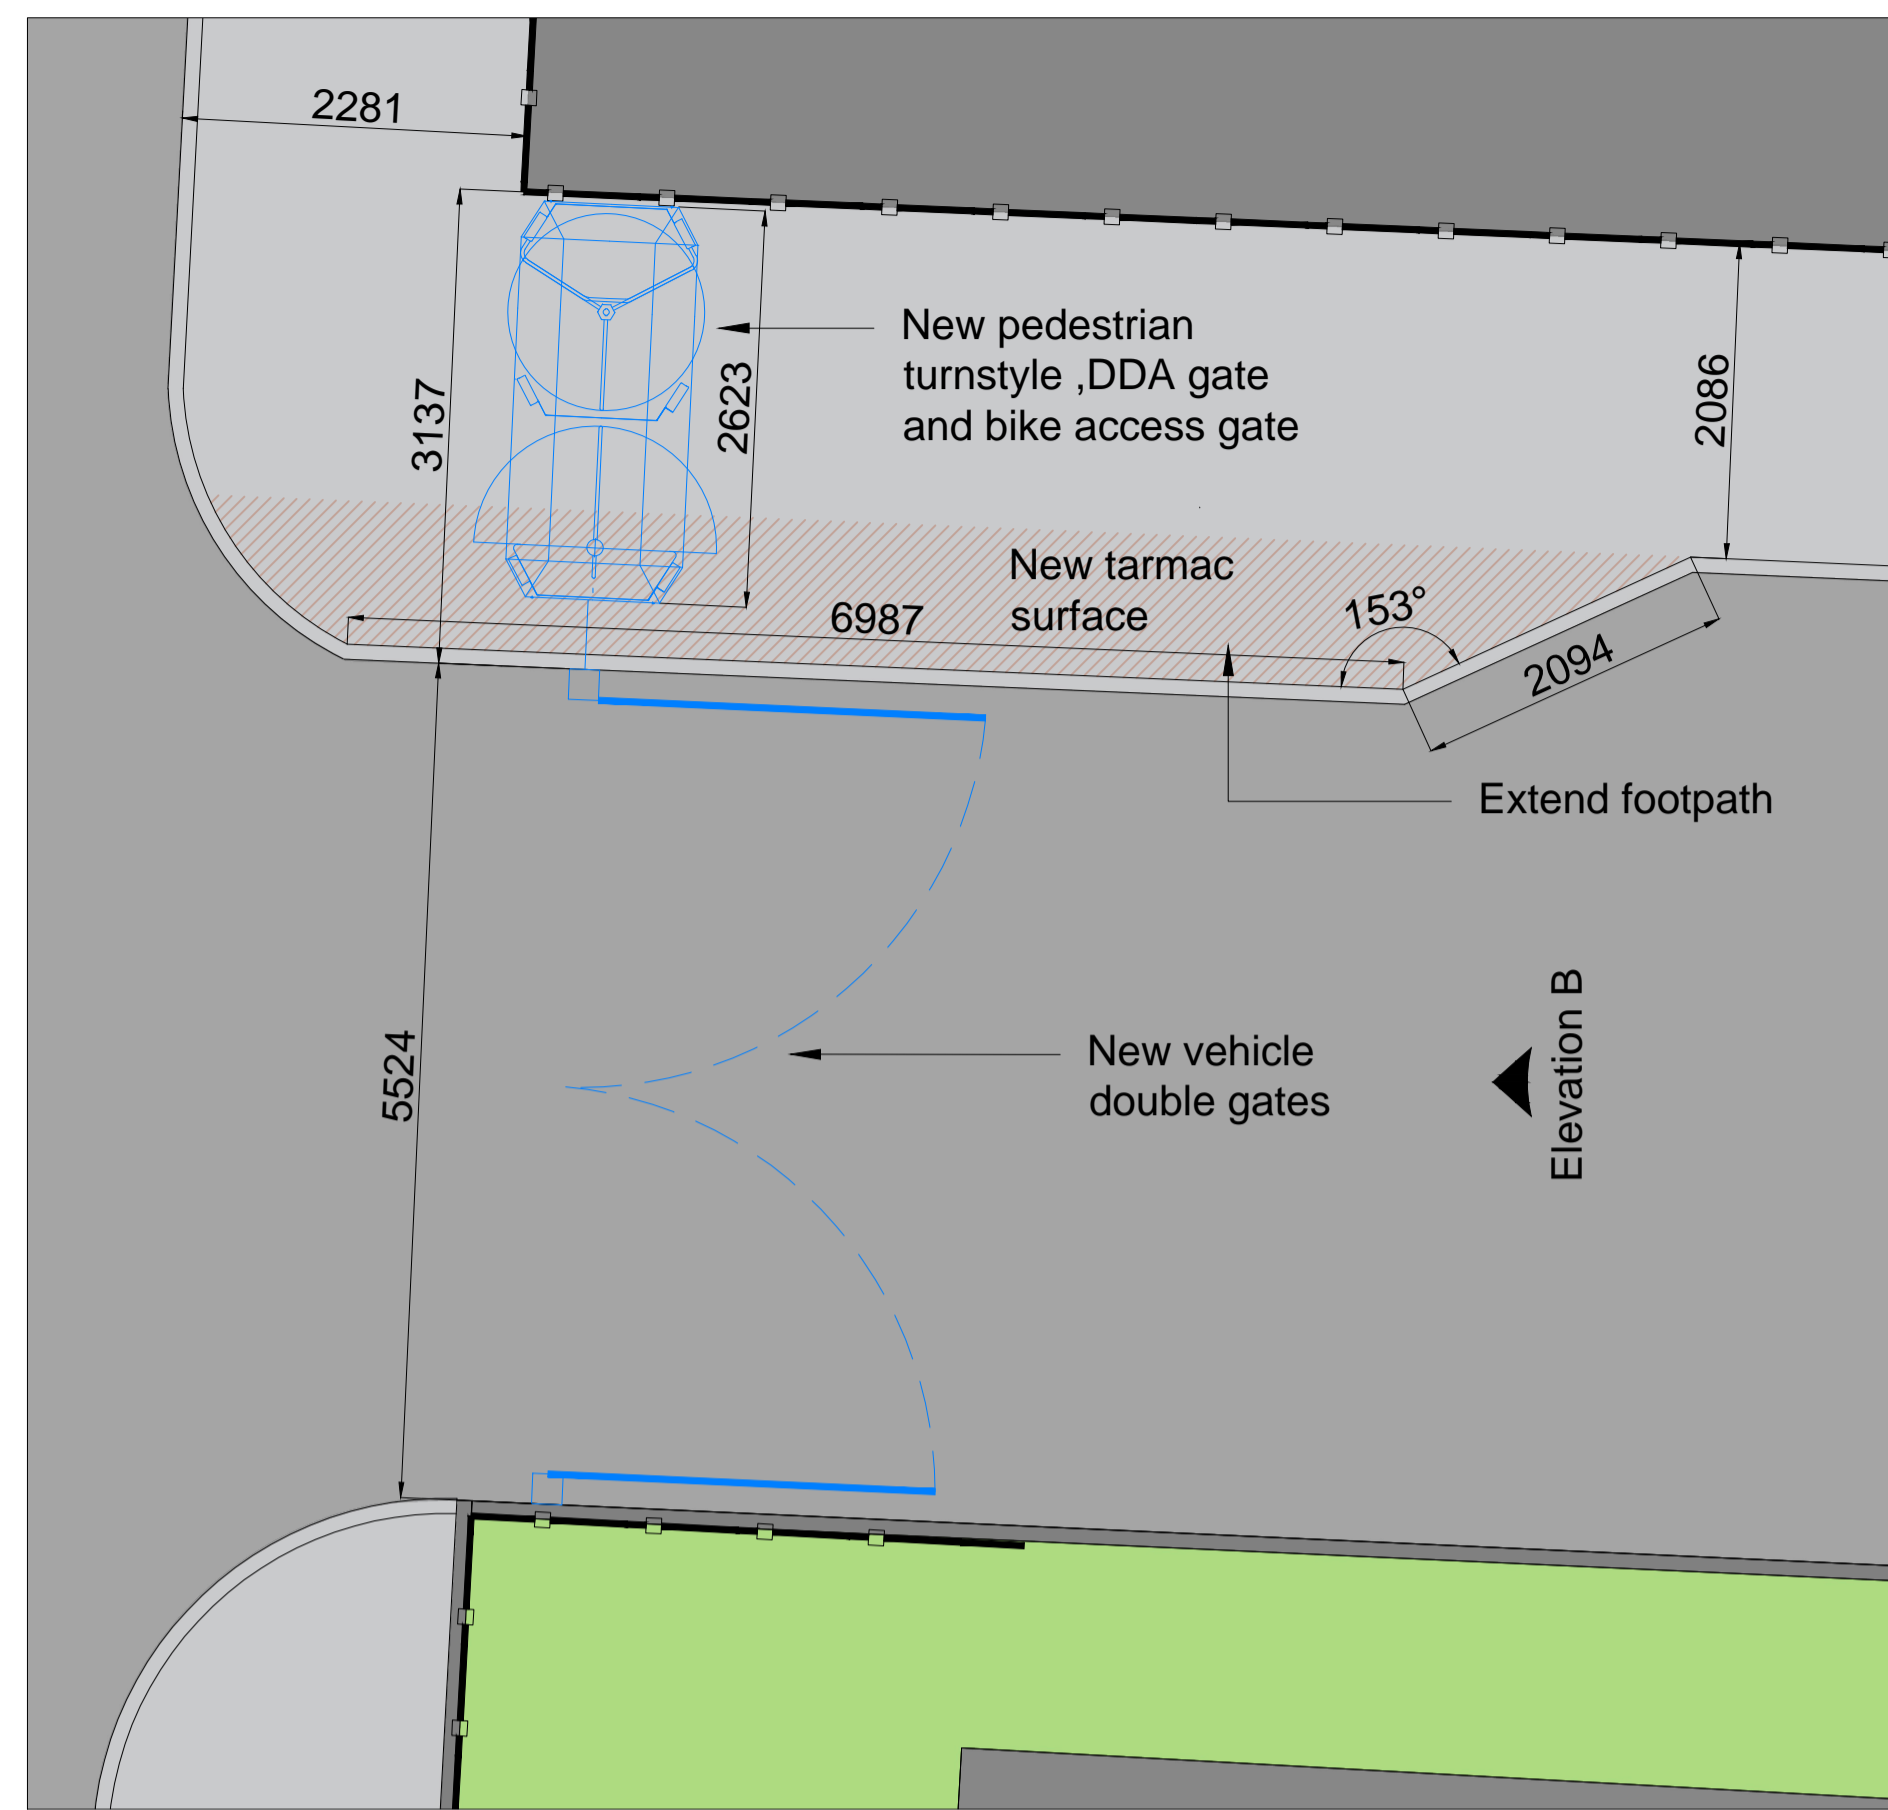 2281
New pedestrian
turnstyle ,DDA gate
and bike access gate
3137
2623
2086
New tarmac
surface
6987
153°
2094
Extend footpath
5524
New vehicle
double gates
Elevation B